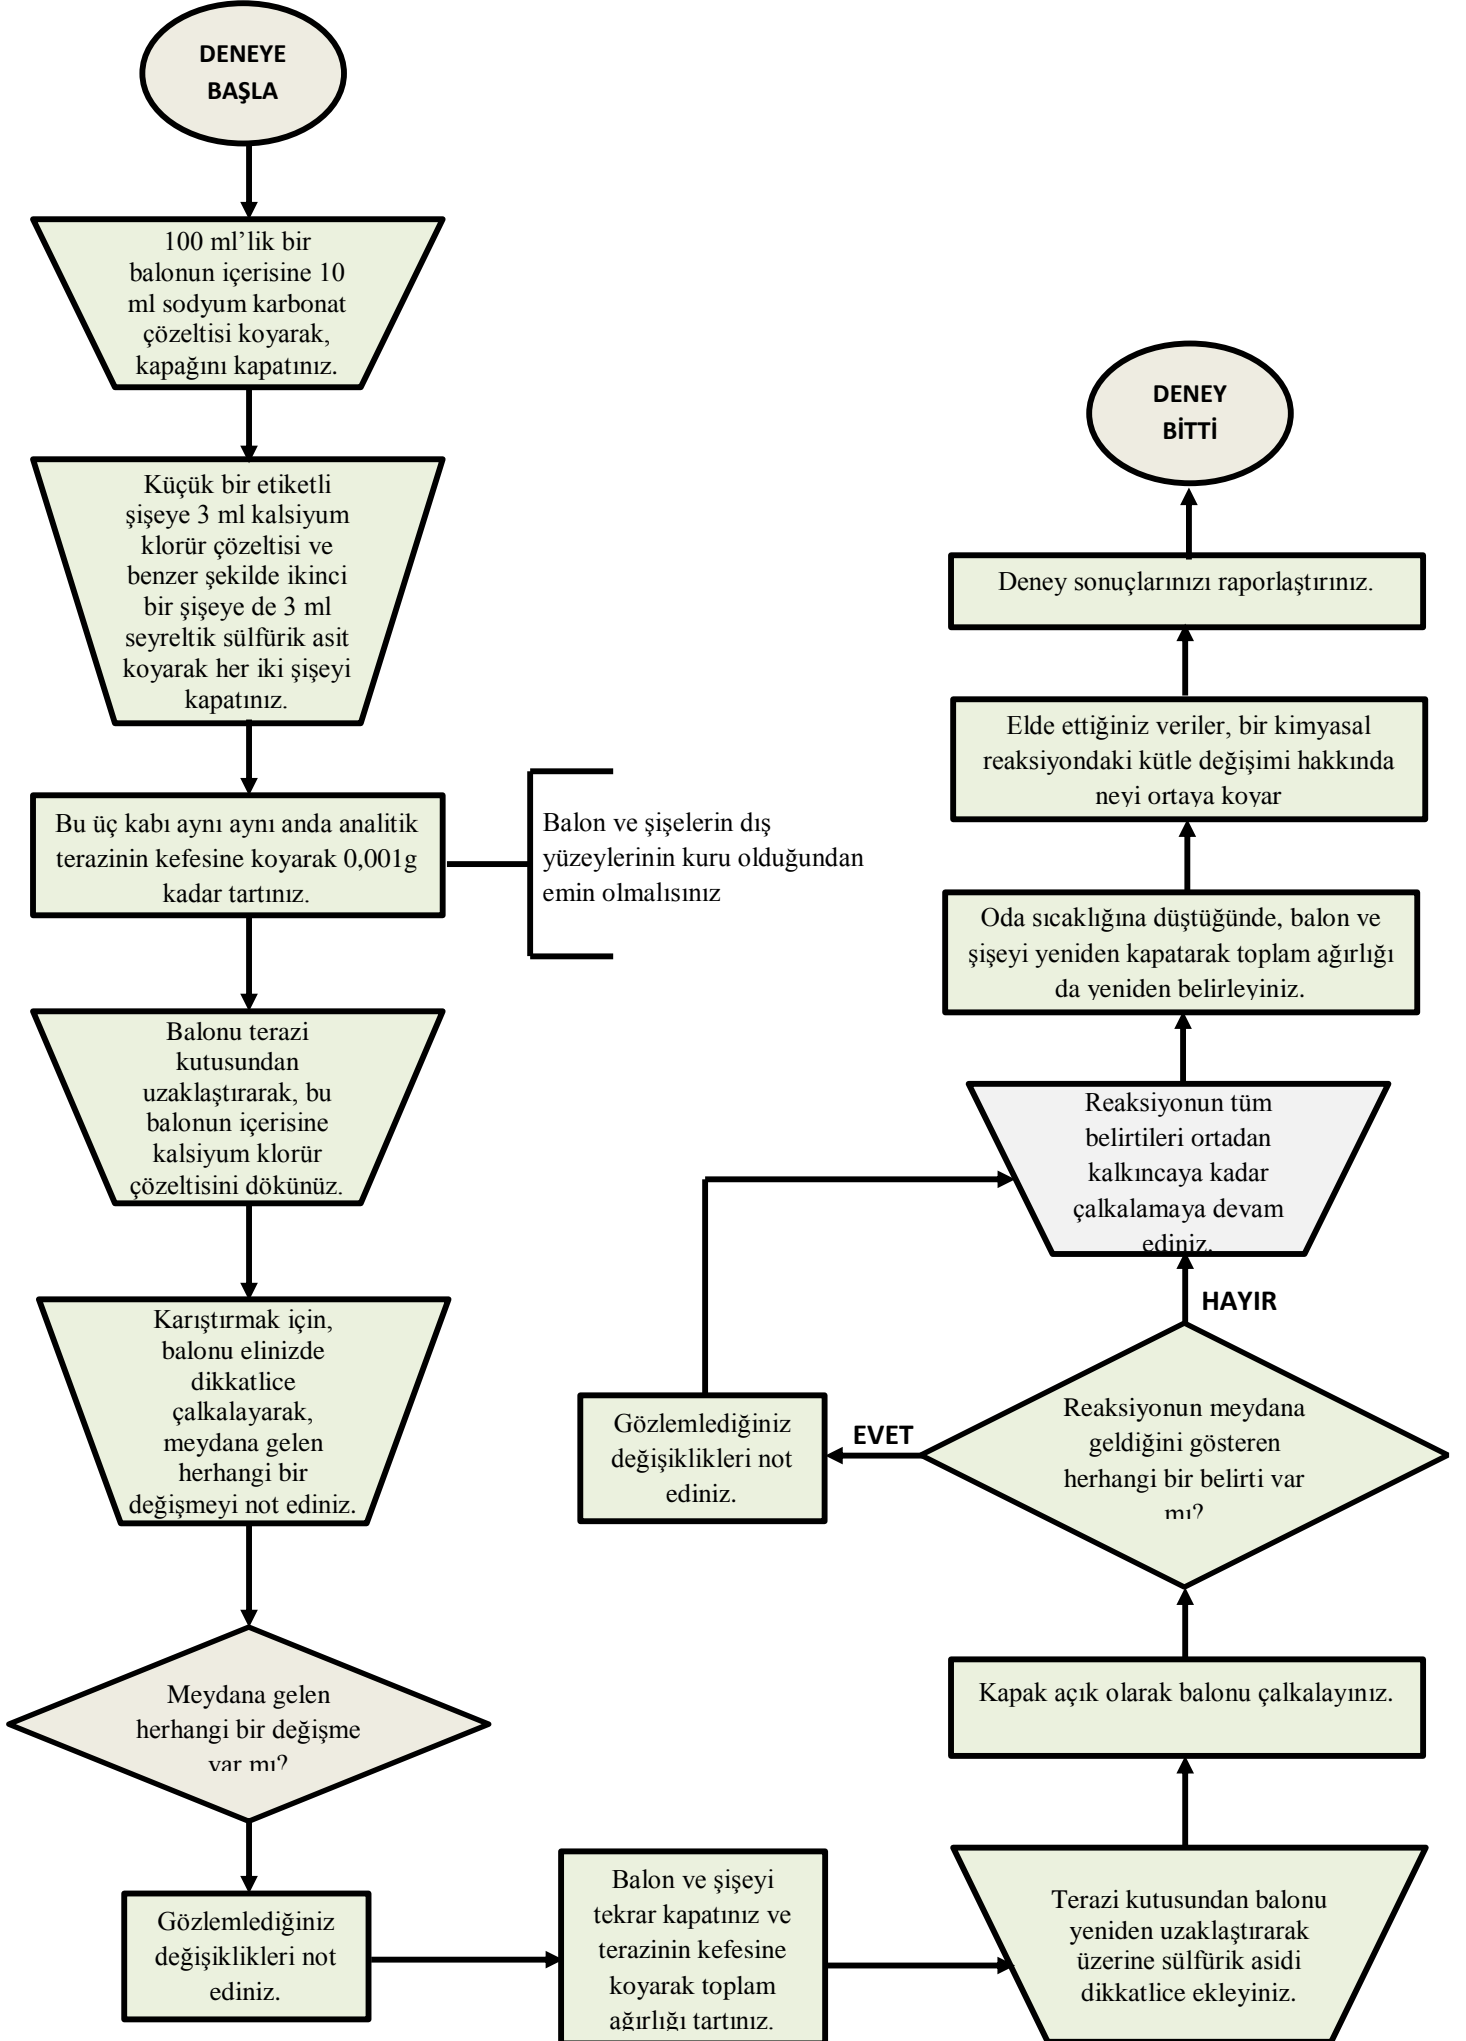 DENEYE
BAŞLA
100 ml’lik bir
balonun içerisine 10
ml sodyum karbonat
çözeltisi koyarak,
kapağını kapatınız.
Küçük bir etiketli
şişeye 3 ml kalsiyum
klorür çözeltisi ve
benzer şekilde ikinci
bir şişeye de 3 ml
seyreltik sülfürik asit
koyarak her iki şişeyi
kapatınız.
Bu üç kabı aynı aynı anda analitik
terazinin kefesine koyarak 0,001g
kadar tartınız.
Balon ve şişelerin dış
yüzeylerinin kuru olduğundan
emin olmalısınız
Balonu terazi
kutusundan
uzaklaştırarak, bu
balonun içerisine
kalsiyum klorür
çözeltisini dökünüz.
Karıştırmak için,
balonu elinizde
dikkatlice
çalkalayarak,
meydana gelen
herhangi bir
değişmeyi not ediniz.
Meydana gelen
herhangi bir değişme
var mı?
Gözlemlediğiniz
değişiklikleri not
ediniz.
Balon ve şişeyi
tekrar kapatınız ve
terazinin kefesine
koyarak toplam
ağırlığı tartınız.
Terazi kutusundan balonu
yeniden uzaklaştırarak
üzerine sülfürik asidi
dikkatlice ekleyiniz.
Kapak açık olarak balonu çalkalayınız.
Reaksiyonun meydana
geldiğini gösteren
herhangi bir belirti var
mı?
EVET
Gözlemlediğiniz
değişiklikleri not
ediniz.
HAYIR
Reaksiyonun tüm
belirtileri ortadan
kalkıncaya kadar
çalkalamaya devam
ediniz.
Oda sıcaklığına düştüğünde, balon ve
şişeyi yeniden kapatarak toplam ağırlığı
da yeniden belirleyiniz.
Elde ettiğiniz veriler, bir kimyasal
reaksiyondaki kütle değişimi hakkında
neyi ortaya koyar
Deney sonuçlarınızı raporlaştırınız.
DENEY
BİTTİ